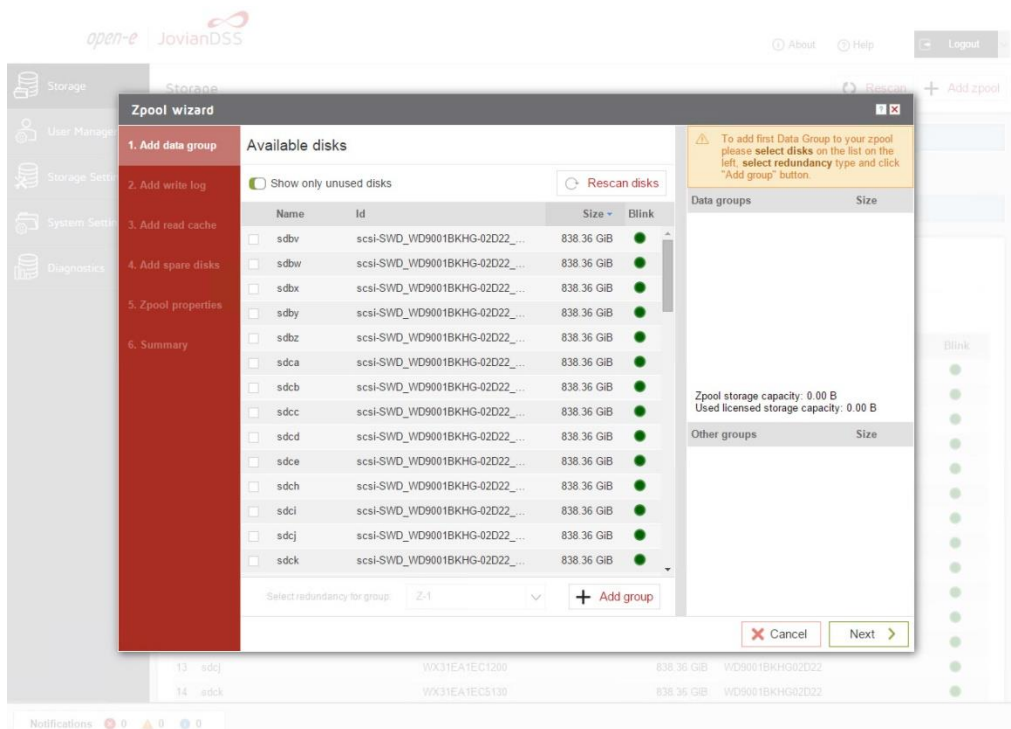 open-e JovianDSS
About Help Logout
Storage
Storage
Rescan Add zpool
Zpool wizard
User Manage
Storage Setti
System Setti
Diagnostics
1. Add data group
2. Add write log
3. Add read cache
4. Add spare disks
5. Zpool properties
6. Summary
Available disks
Show only unused disks
Rescan disks
Name Id Size Blink
sdbv scsi-SWD_WD9001BKHG-02D22_... 838.36 GiB
sdbw scsi-SWD_WD9001BKHG-02D22_... 838.36 GiB
sdbx scsi-SWD_WD9001BKHG-02D22_... 838.36 GiB
sdby scsi-SWD_WD9001BKHG-02D22_... 838.36 GiB
sdbz scsi-SWD_WD9001BKHG-02D22_... 838.36 GiB
sdca scsi-SWD_WD9001BKHG-02D22_... 838.36 GiB
sdcb scsi-SWD_WD9001BKHG-02D22_... 838.36 GiB
sdcc scsi-SWD_WD9001BKHG-02D22_... 838.36 GiB
sdcd scsi-SWD_WD9001BKHG-02D22_... 838.36 GiB
sdce scsi-SWD_WD9001BKHG-02D22_... 838.36 GiB
sdch scsi-SWD_WD9001BKHG-02D22_... 838.36 GiB
sdci scsi-SWD_WD9001BKHG-02D22_... 838.36 GiB
sdcj scsi-SWD_WD9001BKHG-02D22_... 838.36 GiB
sdck scsi-SWD_WD9001BKHG-02D22_... 838.36 GiB
Select redundancy for group: Z-1
Add group
To add first Data Group to your zpool
please select disks on the list on the
left, select redundancy type and click
"Add group" button.
Data groups Size
Zpool storage capacity: 0.00 B
Used licensed storage capacity: 0.00 B
Other groups Size
Cancel Next
Blink
13 sdcj WX31EA1EC1200 838.36 GiB WD9001BKHG02D22
14 sdck WX31EA1EC5130 838.36 GiB WD9001BKHG02D22
Notifications 0 0 0